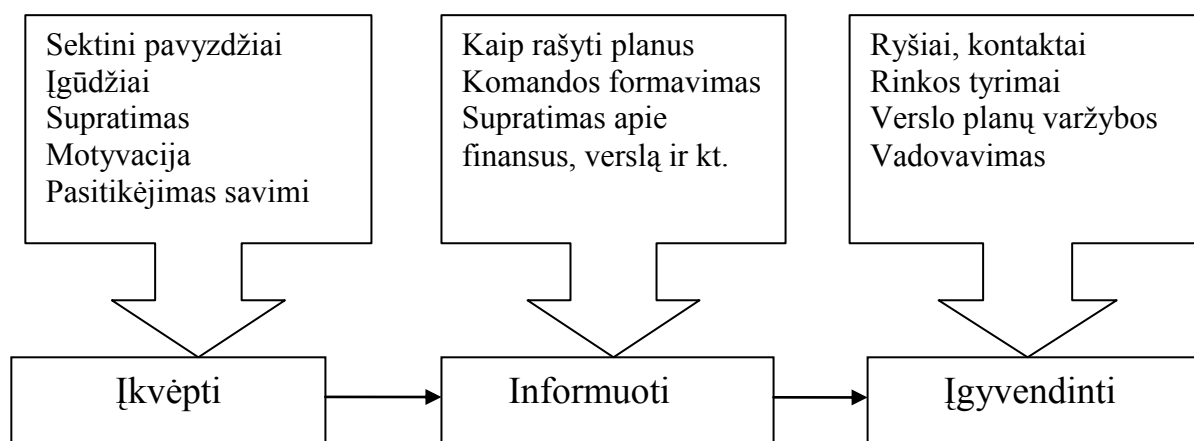 Sektini pavyzdžiai
Įgūdžiai
Supratimas
Motyvacija
Pasitikėjimas savimi
Kaip rašyti planus
Komandos formavimas
Supratimas apie
finansus, verslą ir kt.
Ryšiai, kontaktai
Rinkos tyrimai
Verslo planų varžybos
Vadovavimas
Įkvėpti
Informuoti
Įgyvendinti